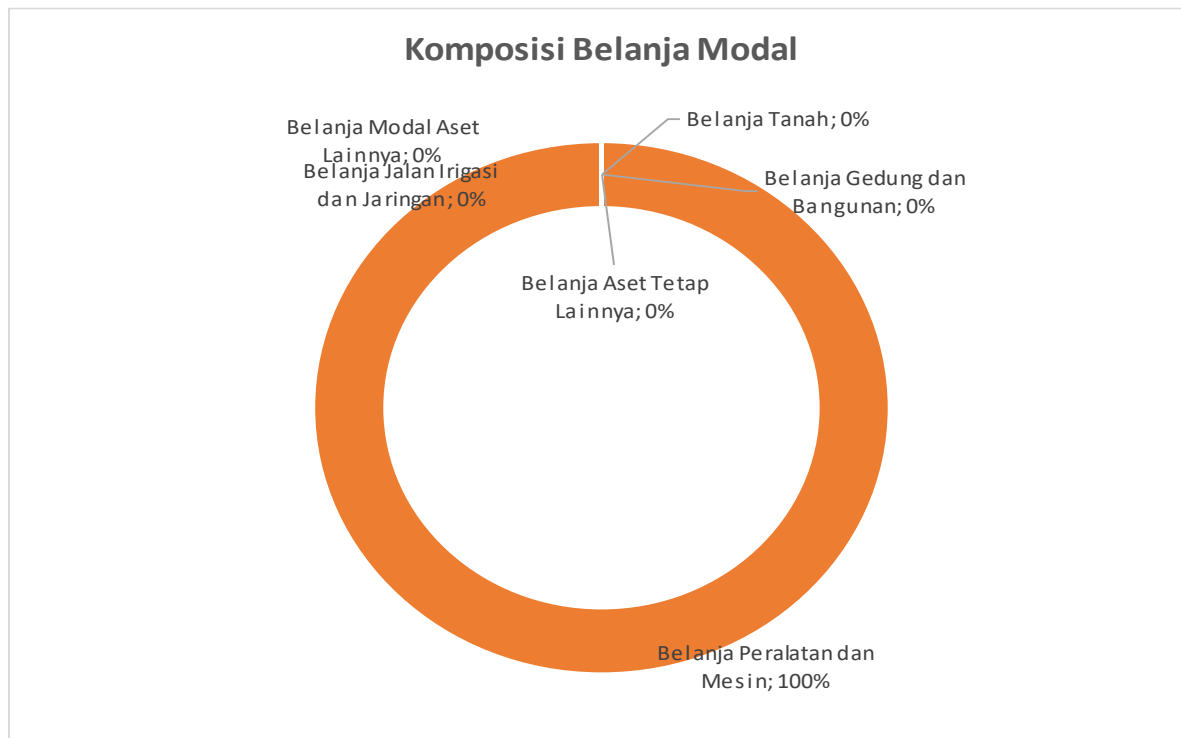 Komposisi Belanja Modal
Belanja Modal Aset
Lainnya; 0%
Belanja Jalan Irigasi
dan Jaringan; 0%
Belanja Tanah; 0%
Belanja Gedung dan
Bangunan; 0%
Belanja Aset Tetap
Lainnya; 0%
Belanja Peralatan dan
Mesin; 100%